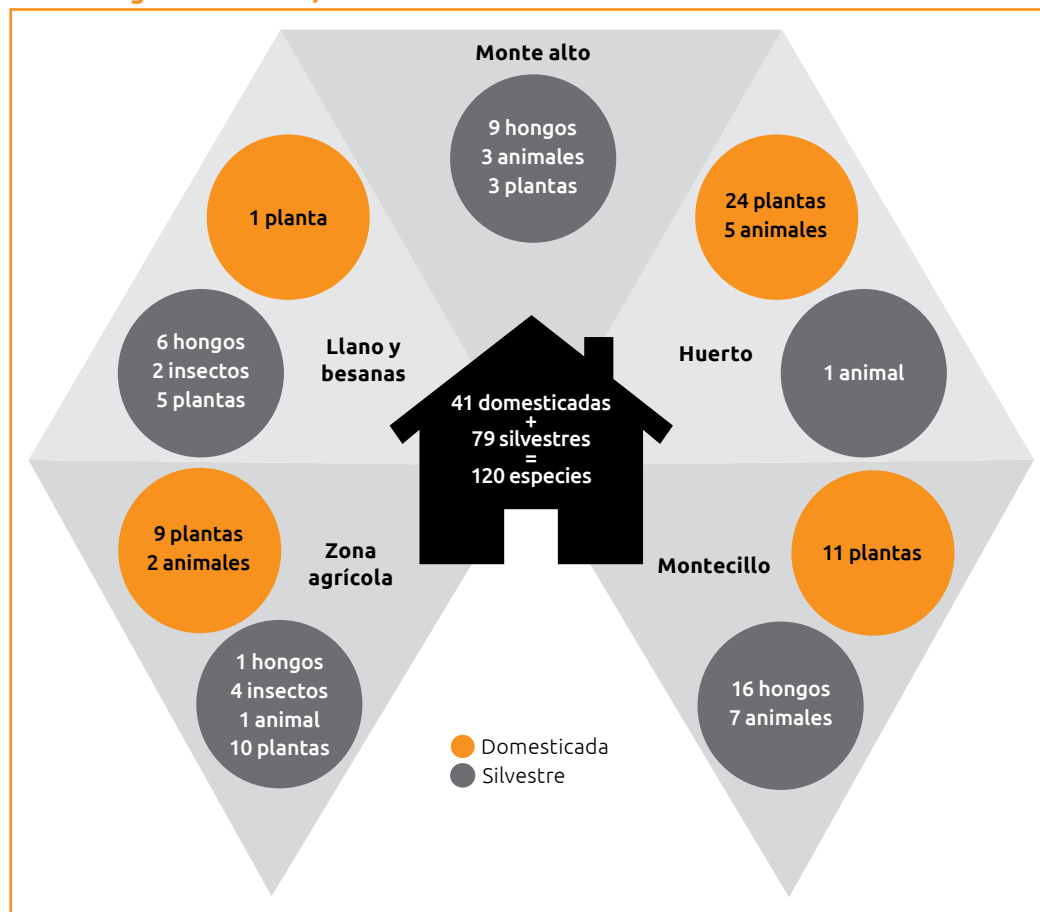 Monte alto
9 hongos
3 animales
3 plantas
1 planta
6 hongos
2 insectos
5 plantas
Llano y
besanas
24 plantas
5 animales
Huerto
1 animal
41 domesticadas
+
79 silvestres
=
120 especies
9 plantas
2 animales
Zona
agrícola
1 hongos
4 insectos
1 animal
10 plantas
Montecillo
11 plantas
16 hongos
7 animales
Domesticada
Silvestre